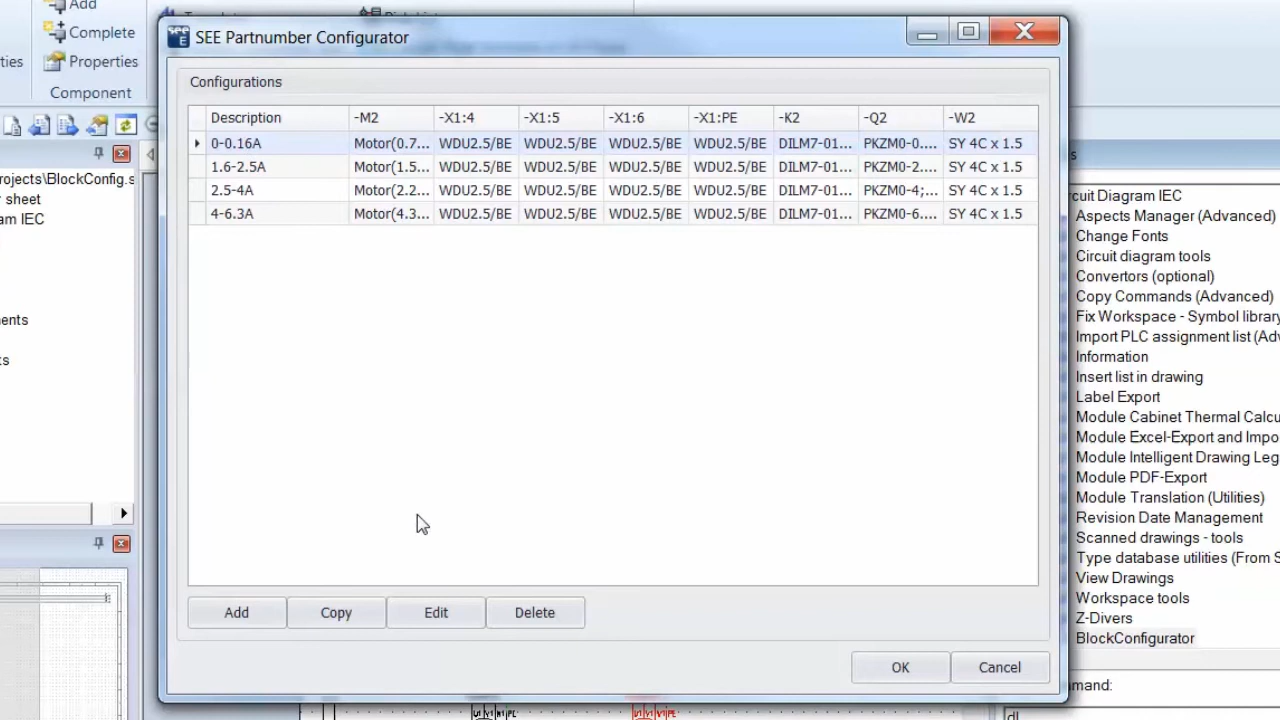 Add
Complete
ties
Properties
Component
SEE Partnumber Configurator
Configurations
Description -M2 -X1:4 -X1:5 -X1:6 -X1:PE -K2 -Q2 -W2
0-0.16A Motor(0.7... WDU2.5/BE WDU2.5/BE WDU2.5/BE WDU2.5/BE DILM7-01... PKZM0-0.... SY 4C x 1.5
1.6-2.5A Motor(1.5... WDU2.5/BE WDU2.5/BE WDU2.5/BE WDU2.5/BE DILM7-01... PKZM0-2.... SY 4C x 1.5
2.5-4A Motor(2.2... WDU2.5/BE WDU2.5/BE WDU2.5/BE WDU2.5/BE DILM7-01... PKZM0-4;... SY 4C x 1.5
4-6.3A Motor(4.3... WDU2.5/BE WDU2.5/BE WDU2.5/BE WDU2.5/BE DILM7-01... PKZM0-6.... SY 4C x 1.5
Add Copy Edit Delete
OK Cancel
rojects\BlockConfig.s
r sheet
am IEC
ents
ts
s
rcuit Diagram IEC
Aspects Manager (Advanced)
Change Fonts
Circuit diagram tools
Convertors (optional)
Copy Commands (Advanced)
Fix Workspace - Symbol library
Import PLC assignment list (Adv
Information
Insert list in drawing
Label Export
Module Cabinet Thermal Calcu
Module Excel-Export and Impo
Module Intelligent Drawing Leg
Module PDF-Export
Module Translation (Utilities)
Revision Date Management
Scanned drawings - tools
Type database utilities (From S
View Drawings
Workspace tools
Z-Divers
BlockConfigurator
mand: